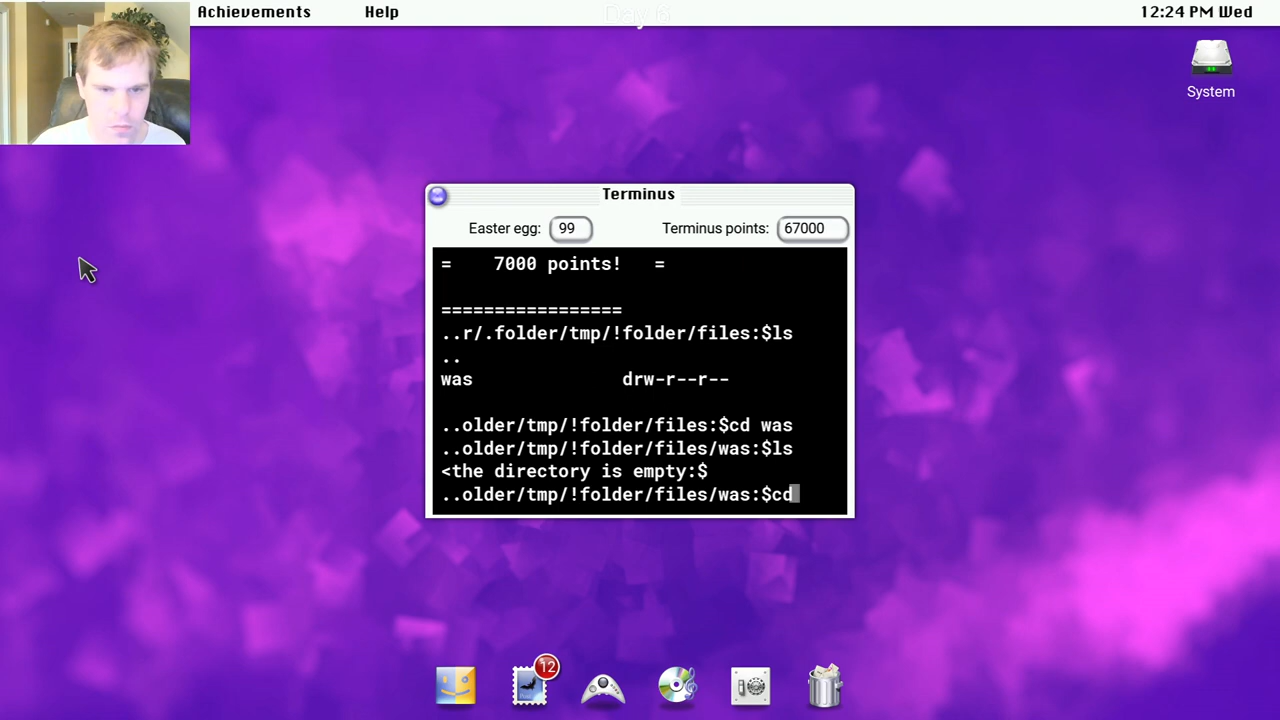 Achievements Help Day 6 12:24 PM Wed
System
Terminus
Easter egg: 99 Terminus points: 67000
= 7000 points! =
================
..r/.folder/tmp/!folder/files:$ls
..
was drw-r--r--
..older/tmp/!folder/files:$cd was
..older/tmp/!folder/files/was:$ls
<the directory is empty:$
..older/tmp/!folder/files/was:$cd
12